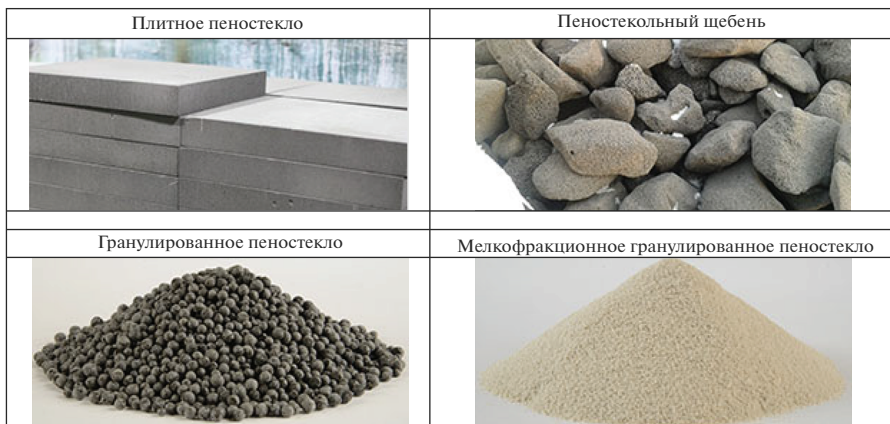 Плитное пеностекло
Пеностекольный щебень
Гранулированное пеностекло
Мелкофракционное гранулированное пеностекло